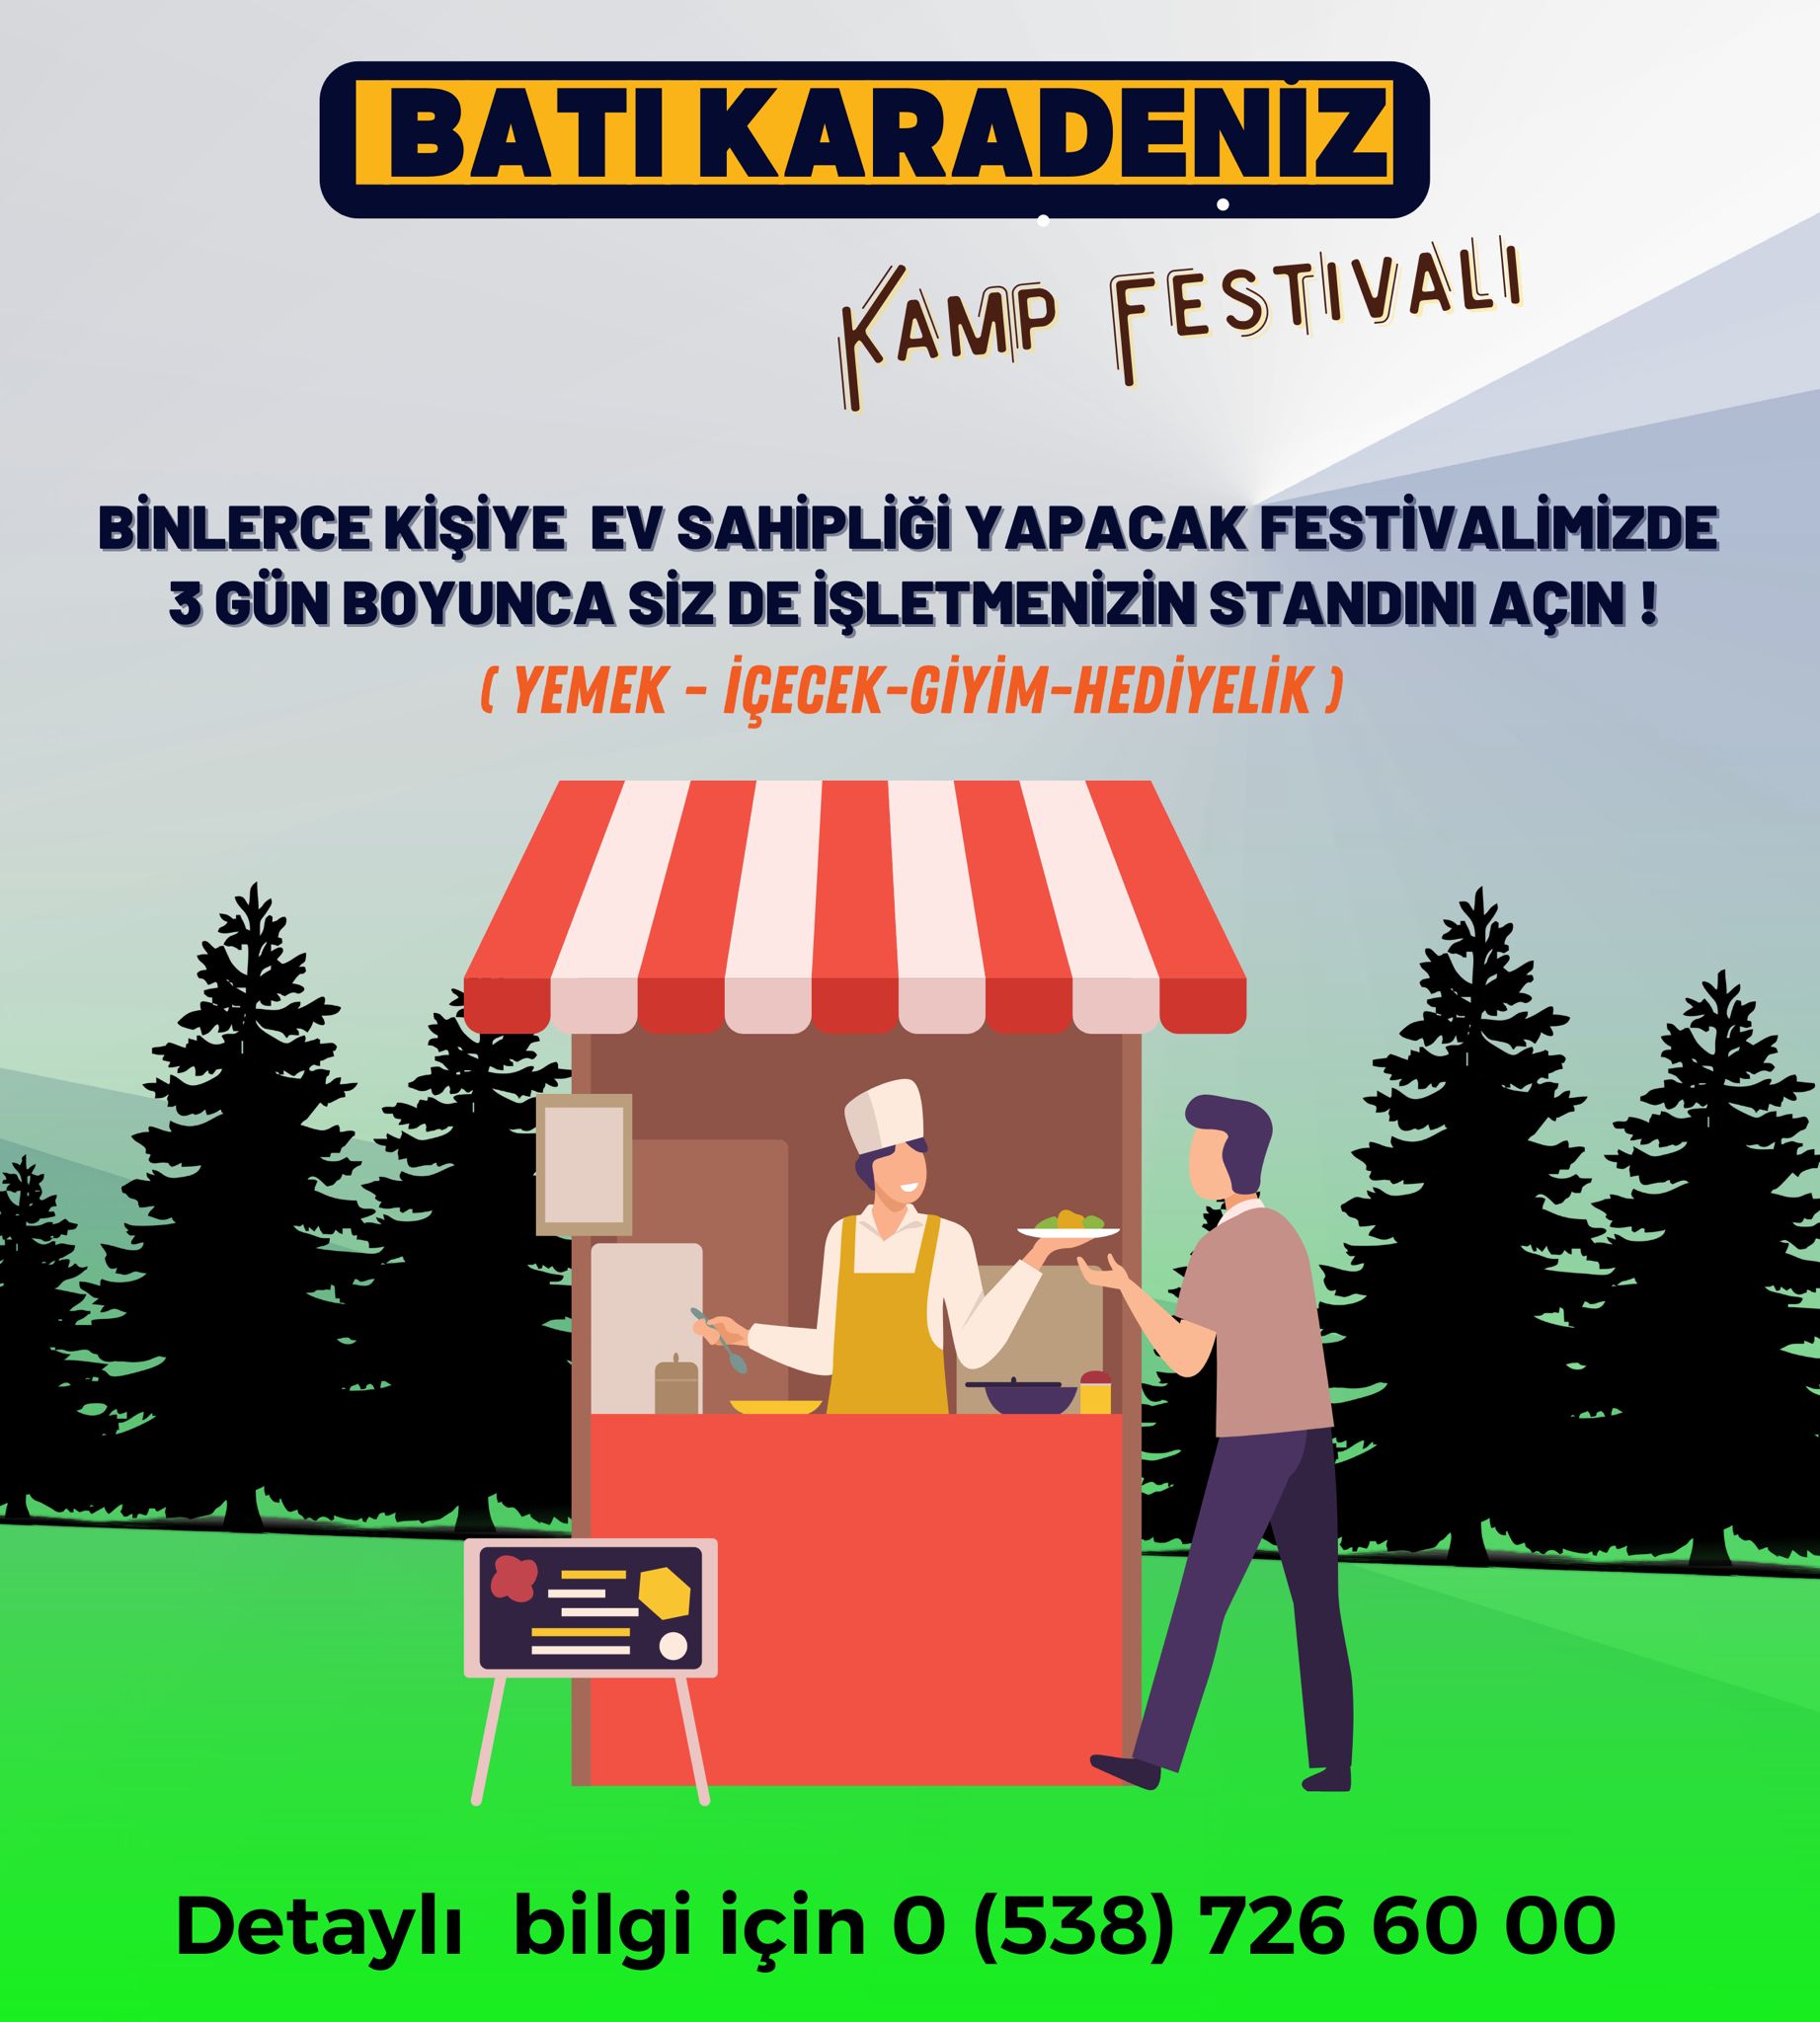 BATI KARADENİZ
KAMP FESTIVALI
BİNLERCE KİŞİYE EV SAHİPLİĞİ YAPACAK FESTİVALİMİZDE
3 GÜN BOYUNCA SİZ DE İŞLETMENİZİN STANDINI AÇIN !
( YEMEK - İÇECEK-GİYİM-HEDİYELİK )
Detaylı bilgi için 0 (538) 726 60 00